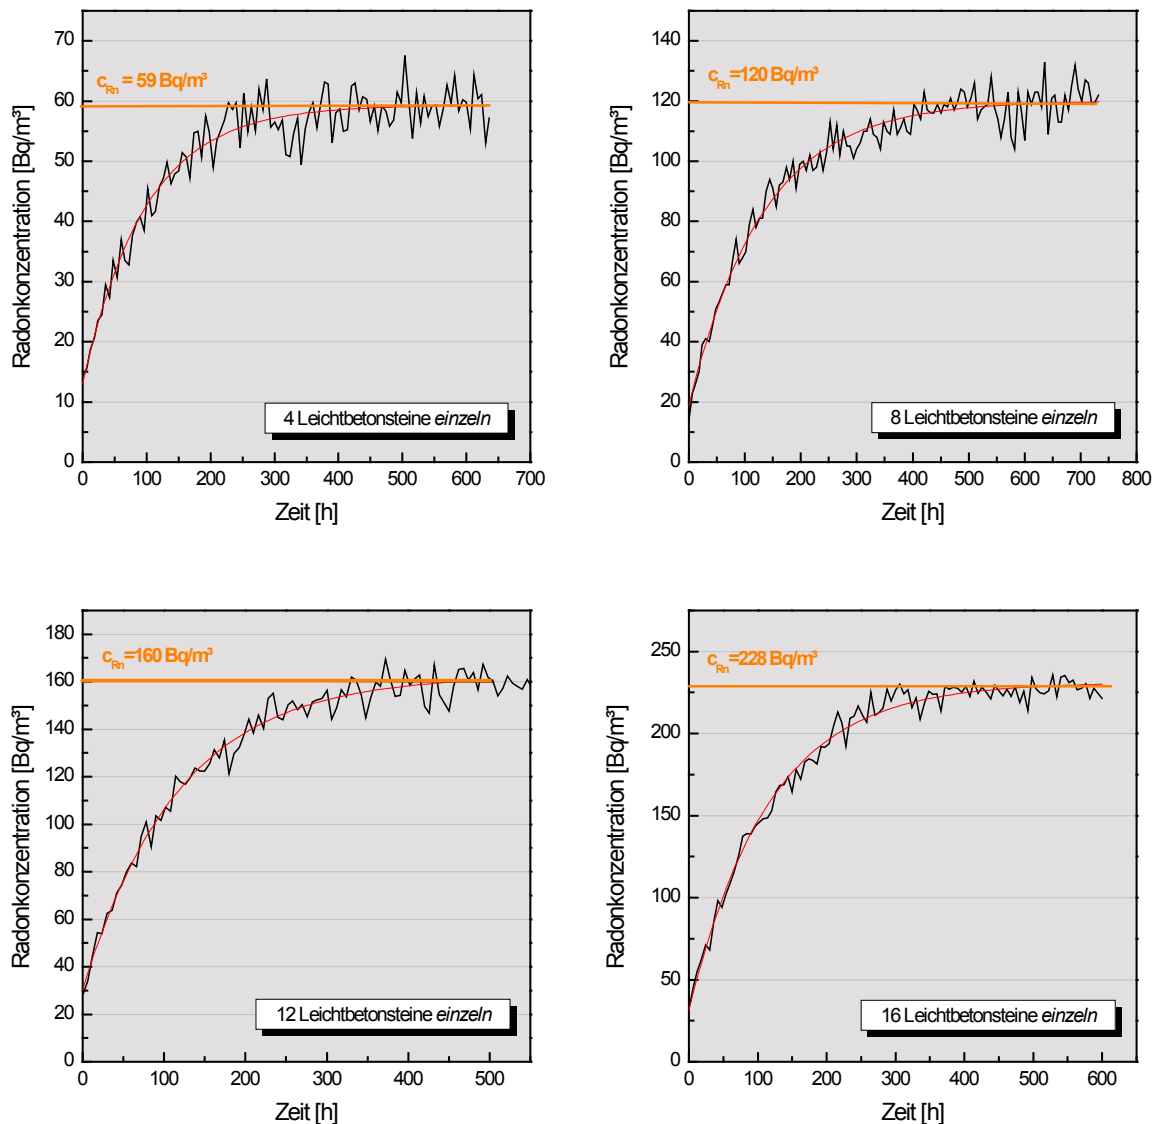 70
60
50
40
30
20
10
0
Radonkonzentration [Bq/m³]
c_Rn = 59 Bq/m³
4 Leichtbetonsteine einzeln
0 100 200 300 400 500 600 700
Zeit [h]
140
120
100
80
60
40
20
0
Radonkonzentration [Bq/m³]
c_Rn =120 Bq/m³
8 Leichtbetonsteine einzeln
0 100 200 300 400 500 600 700 800
Zeit [h]
180
160
140
120
100
80
60
40
20
0
Radonkonzentration [Bq/m³]
c_Rn =160 Bq/m³
12 Leichtbetonsteine einzeln
0 100 200 300 400 500
Zeit [h]
250
200
150
100
50
0
Radonkonzentration [Bq/m³]
c_Rn =228 Bq/m³
16 Leichtbetonsteine einzeln
0 100 200 300 400 500 600
Zeit [h]